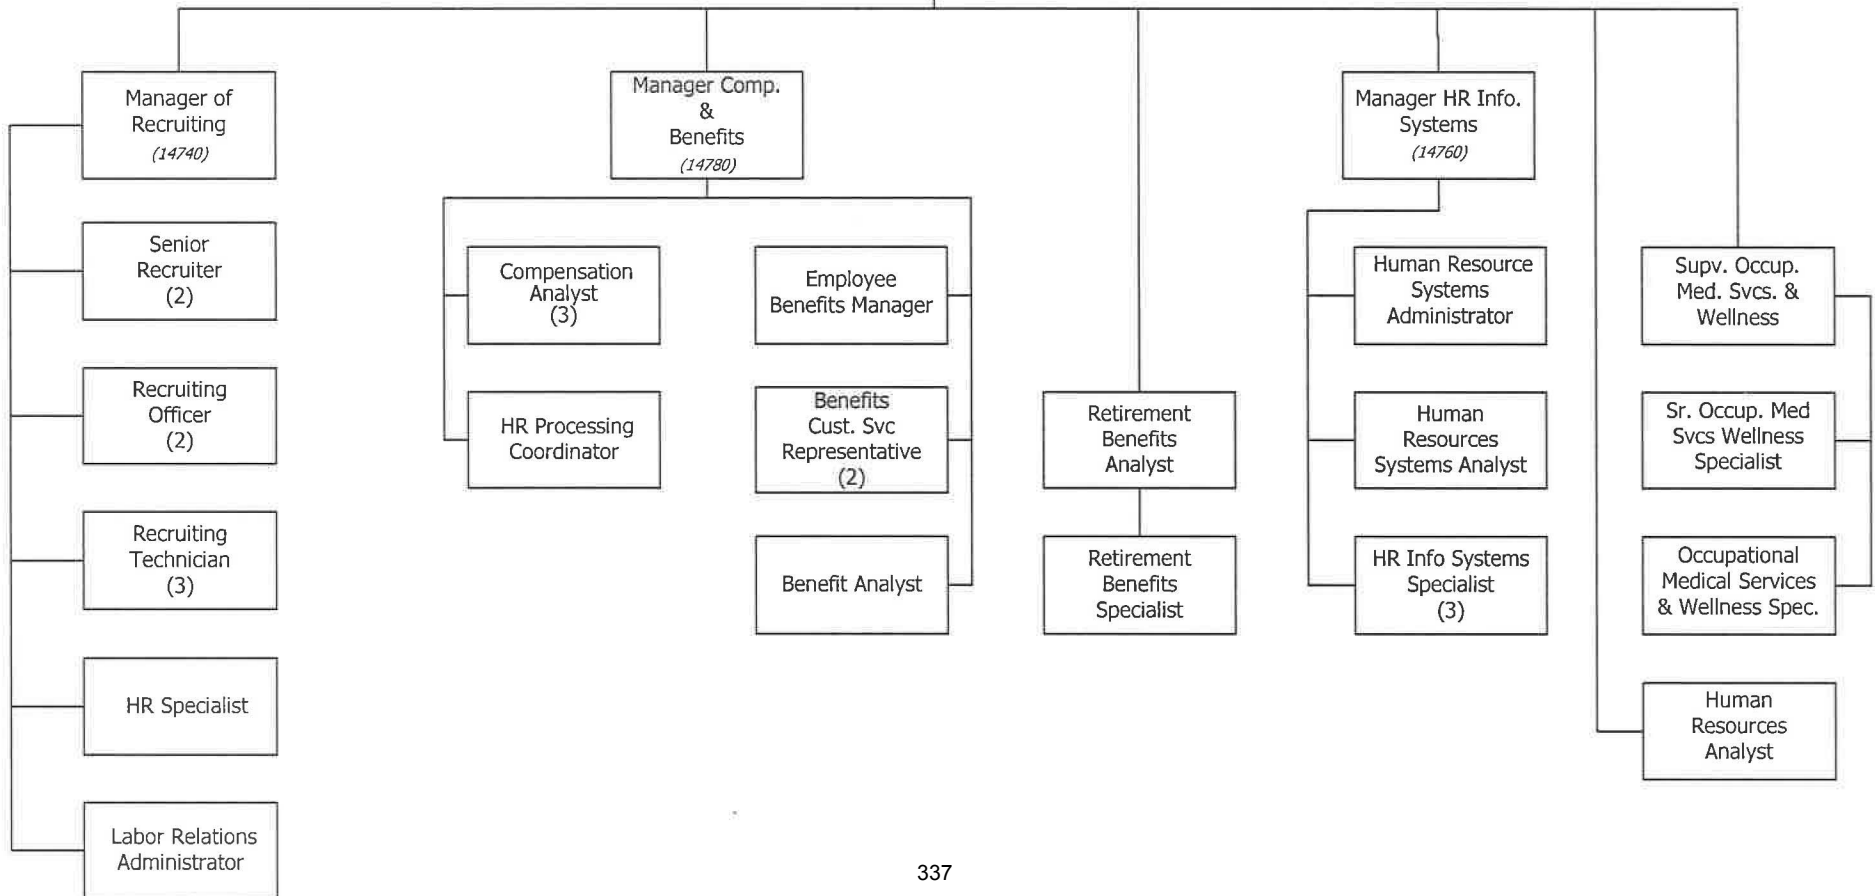 Manager of
Recruiting
(14740)
Senior
Recruiter
(2)
Recruiting
Officer
(2)
Recruiting
Technician
(3)
HR Specialist
Labor Relations
Administrator
Manager Comp.
&
Benefits
(14780)
Compensation
Analyst
(3)
HR Processing
Coordinator
Employee
Benefits Manager
Benefits
Cust. Svc
Representative
(2)
Benefit Analyst
Retirement
Benefits
Analyst
Retirement
Benefits
Specialist
Manager HR Info.
Systems
(14760)
Human Resource
Systems
Administrator
Human
Resources
Systems Analyst
HR Info Systems
Specialist
(3)
Supv. Occup.
Med. Svcs. &
Wellness
Sr. Occup. Med
Svcs Wellness
Specialist
Occupational
Medical Services
& Wellness Spec.
Human
Resources
Analyst
337